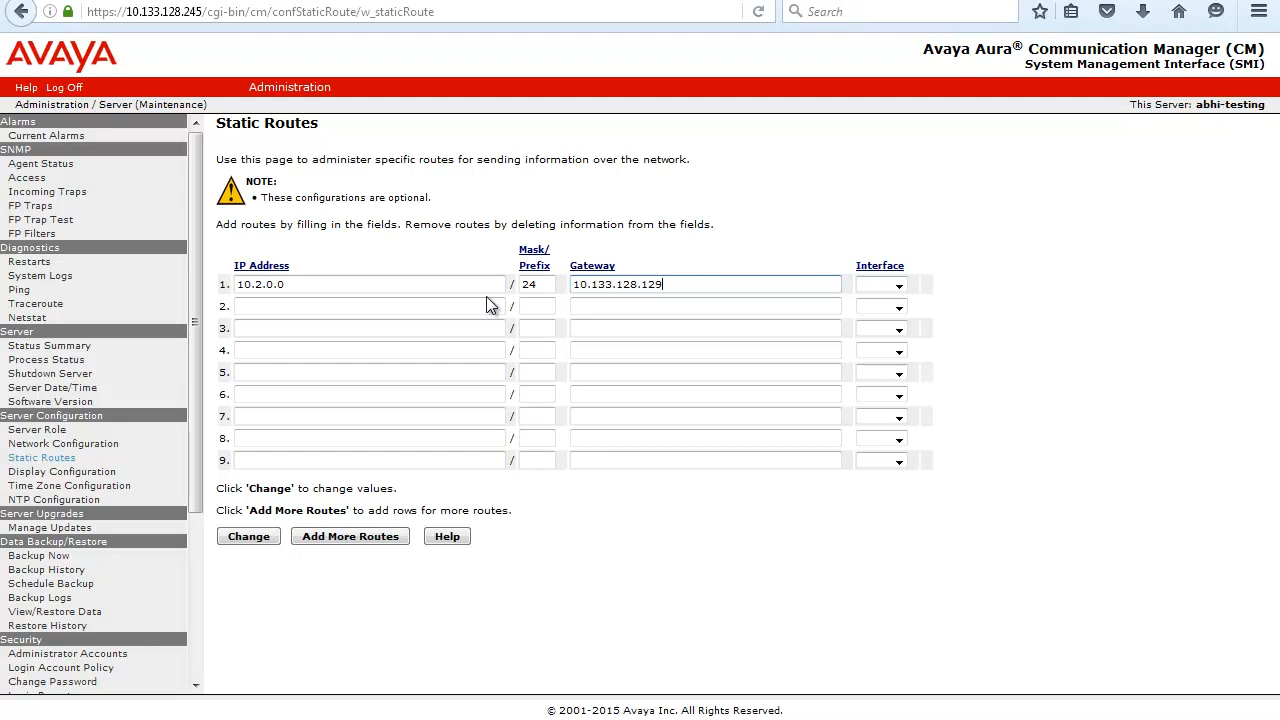 https://10.133.128.245/cgi-bin/cm/confStaticRoute/w_staticRoute
Search
AVAYA
Avaya Aura® Communication Manager (CM)
System Management Interface (SMI)
Help Log Off Administration
Administration / Server (Maintenance)
This Server: abhi-testing
Alarms
Current Alarms
SNMP
Agent Status
Access
Incoming Traps
FP Traps
FP Trap Test
FP Filters
Diagnostics
Restarts
System Logs
Ping
Traceroute
Netstat
Server
Status Summary
Process Status
Shutdown Server
Server Date/Time
Software Version
Server Configuration
Server Role
Network Configuration
Static Routes
Display Configuration
Time Zone Configuration
NTP Configuration
Server Upgrades
Manage Updates
Data Backup/Restore
Backup Now
Backup History
Schedule Backup
Backup Logs
View/Restore Data
Restore History
Security
Administrator Accounts
Login Account Policy
Change Password
Static Routes
Use this page to administer specific routes for sending information over the network.
NOTE:
• These configurations are optional.
Add routes by filling in the fields. Remove routes by deleting information from the fields.
IP Address Mask/ Prefix Gateway Interface
1. 10.2.0.0 / 24 10.133.128.129
2. /
3. /
4. /
5. /
6. /
7. /
8. /
9. /
Click 'Change' to change values.
Click 'Add More Routes' to add rows for more routes.
Change Add More Routes Help
© 2001-2015 Avaya Inc. All Rights Reserved.